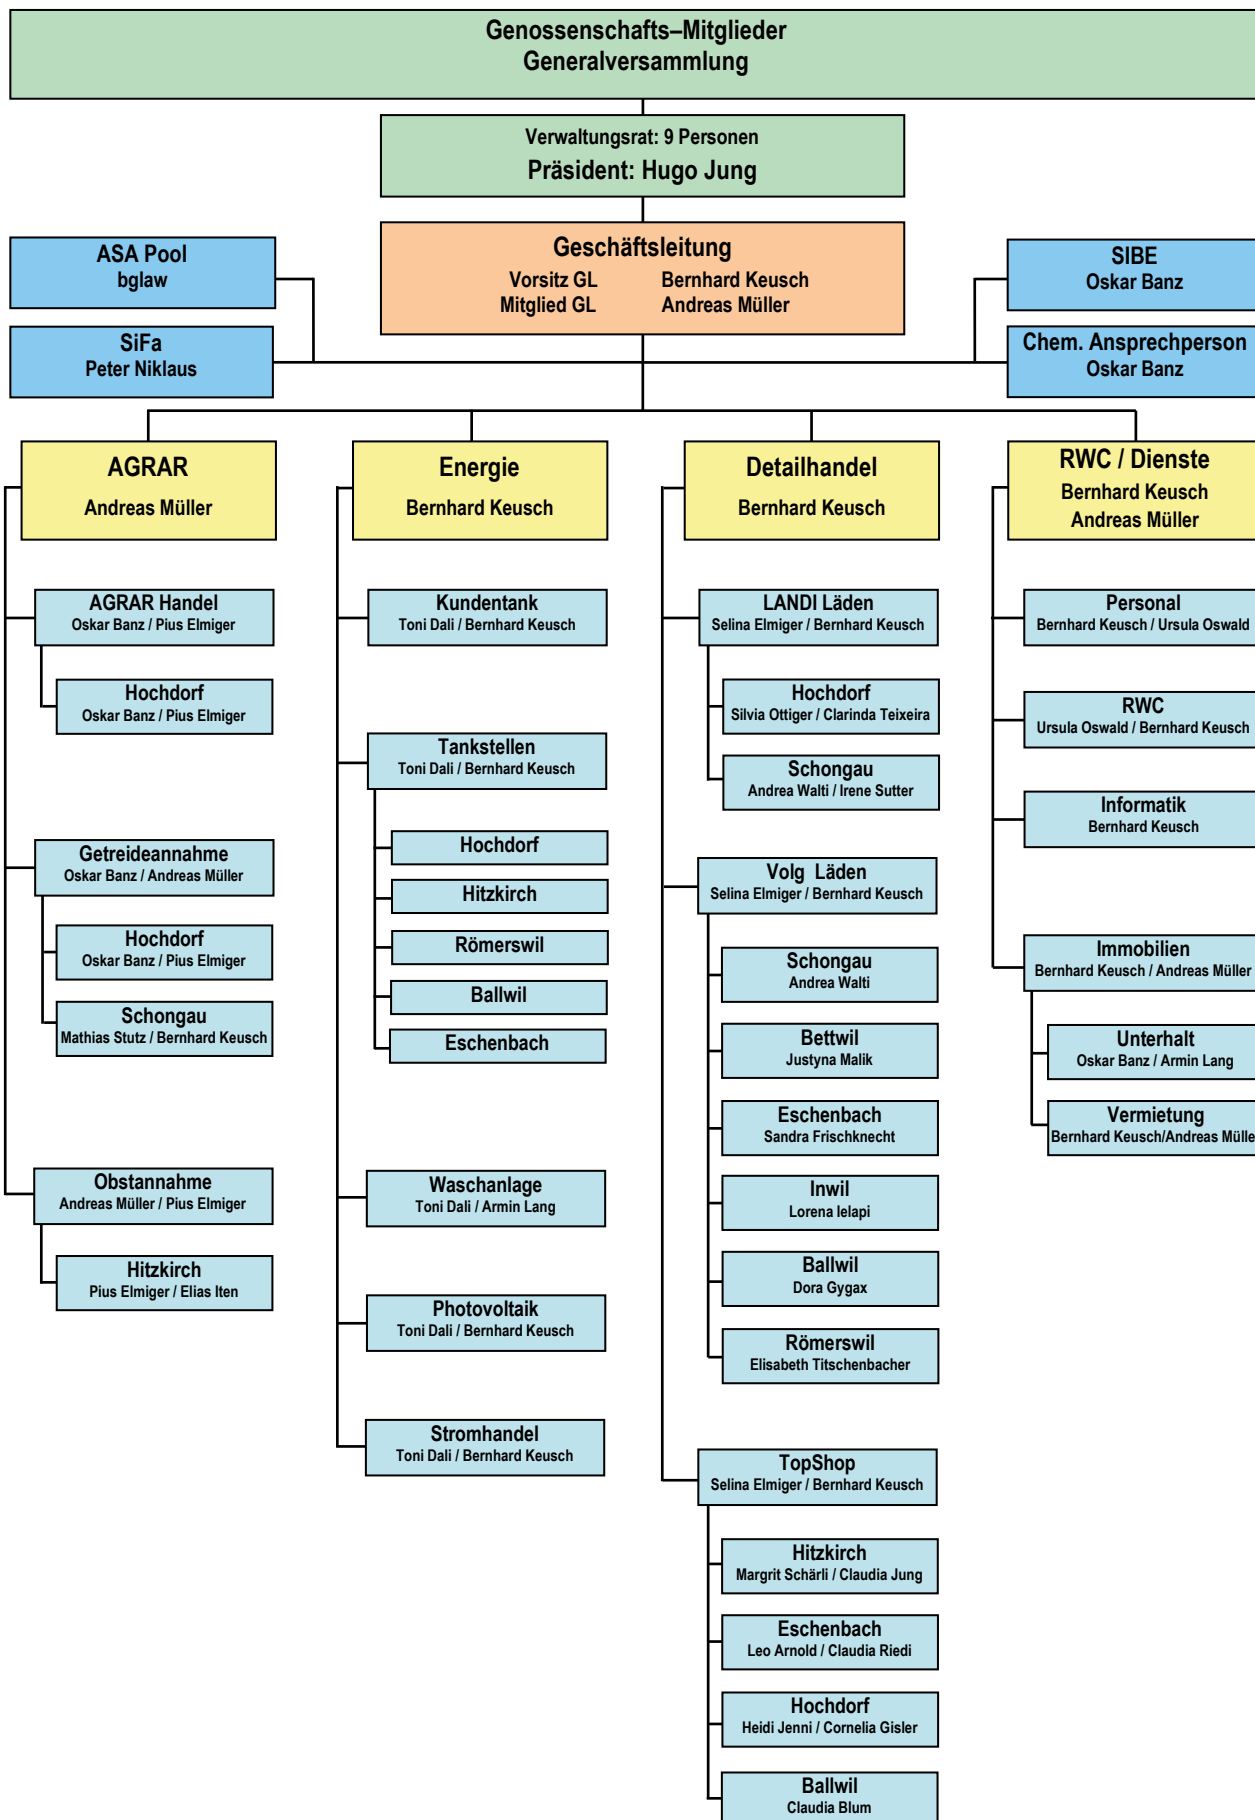 Genossenschafts–Mitglieder
Generalversammlung
Verwaltungsrat: 9 Personen
Präsident: Hugo Jung
Geschäftsleitung
Vorsitz GL Bernhard Keusch
Mitglied GL Andreas Müller
ASA Pool
bglaw
SiFa
Peter Niklaus
SIBE
Oskar Banz
Chem. Ansprechperson
Oskar Banz
AGRAR
Andreas Müller
AGRAR Handel
Oskar Banz / Pius Elmiger
Hochdorf
Oskar Banz / Pius Elmiger
Getreideannahme
Oskar Banz / Andreas Müller
Hochdorf
Oskar Banz / Pius Elmiger
Schongau
Mathias Stutz / Bernhard Keusch
Obstannahme
Andreas Müller / Pius Elmiger
Hitzkirch
Pius Elmiger / Elias Iten
Energie
Bernhard Keusch
Kundentank
Toni Dali / Bernhard Keusch
Tankstellen
Toni Dali / Bernhard Keusch
Hochdorf
Hitzkirch
Römerswil
Ballwil
Eschenbach
Waschanlage
Toni Dali / Armin Lang
Photovoltaik
Toni Dali / Bernhard Keusch
Stromhandel
Toni Dali / Bernhard Keusch
Detailhandel
Bernhard Keusch
LANDI Läden
Selina Elmiger / Bernhard Keusch
Hochdorf
Silvia Ottiger / Clarinda Teixeira
Schongau
Andrea Walti / Irene Sutter
Volg Läden
Selina Elmiger / Bernhard Keusch
Schongau
Andrea Walti
Bettwil
Justyna Malik
Eschenbach
Sandra Frischknecht
Inwil
Lorena Ielapi
Ballwil
Dora Gygax
Römerswil
Elisabeth Titschenbacher
TopShop
Selina Elmiger / Bernhard Keusch
Hitzkirch
Margrit Schärli / Claudia Jung
Eschenbach
Leo Arnold / Claudia Riedi
Hochdorf
Heidi Jenni / Cornelia Gisler
Ballwil
Claudia Blum
RWC / Dienste
Bernhard Keusch
Andreas Müller
Personal
Bernhard Keusch / Ursula Oswald
RWC
Ursula Oswald / Bernhard Keusch
Informatik
Bernhard Keusch
Immobilien
Bernhard Keusch / Andreas Müller
Unterhalt
Oskar Banz / Armin Lang
Vermietung
Bernhard Keusch/Andreas Mülle